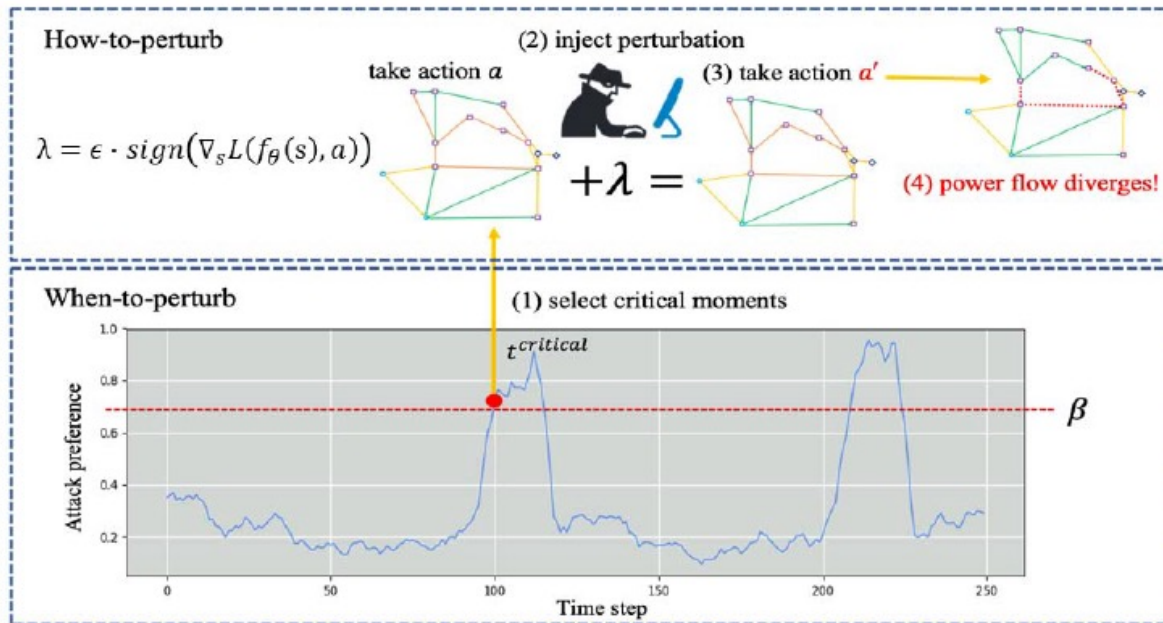 How-to-perturb
(2) inject perturbation
take action a
(3) take action a′
λ = ϵ · sign(∇ₛL(f_θ(s), a))
+λ =
(4) power flow diverges!
When-to-perturb
(1) select critical moments
t^critical
β
Attack preference
1.0
0.8
0.6
0.4
0.2
0
50
100
150
200
250
Time step